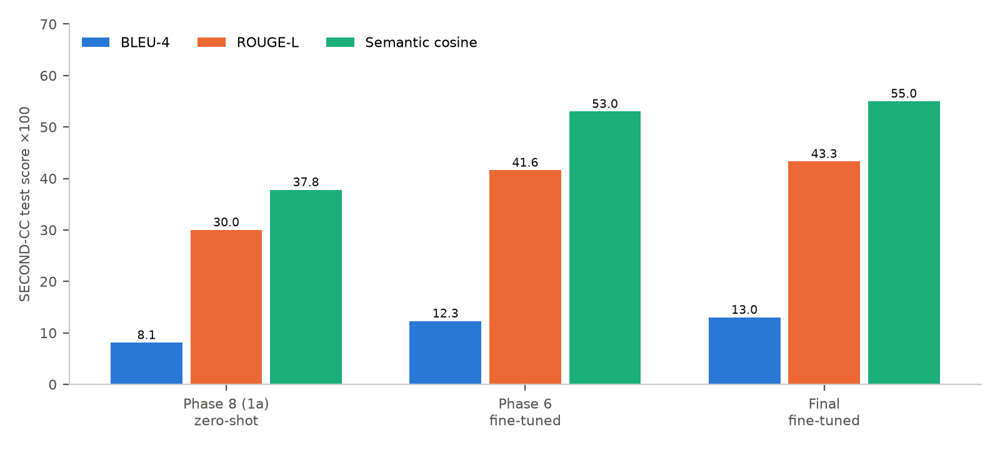 70
60
50
40
30
20
10
0
SECOND-CC test score ×100
BLEU-4 ROUGE-L Semantic cosine
8.1
30.0
37.8
12.3
41.6
53.0
13.0
43.3
55.0
Phase 8 (1a)
zero-shot
Phase 6
fine-tuned
Final
fine-tuned